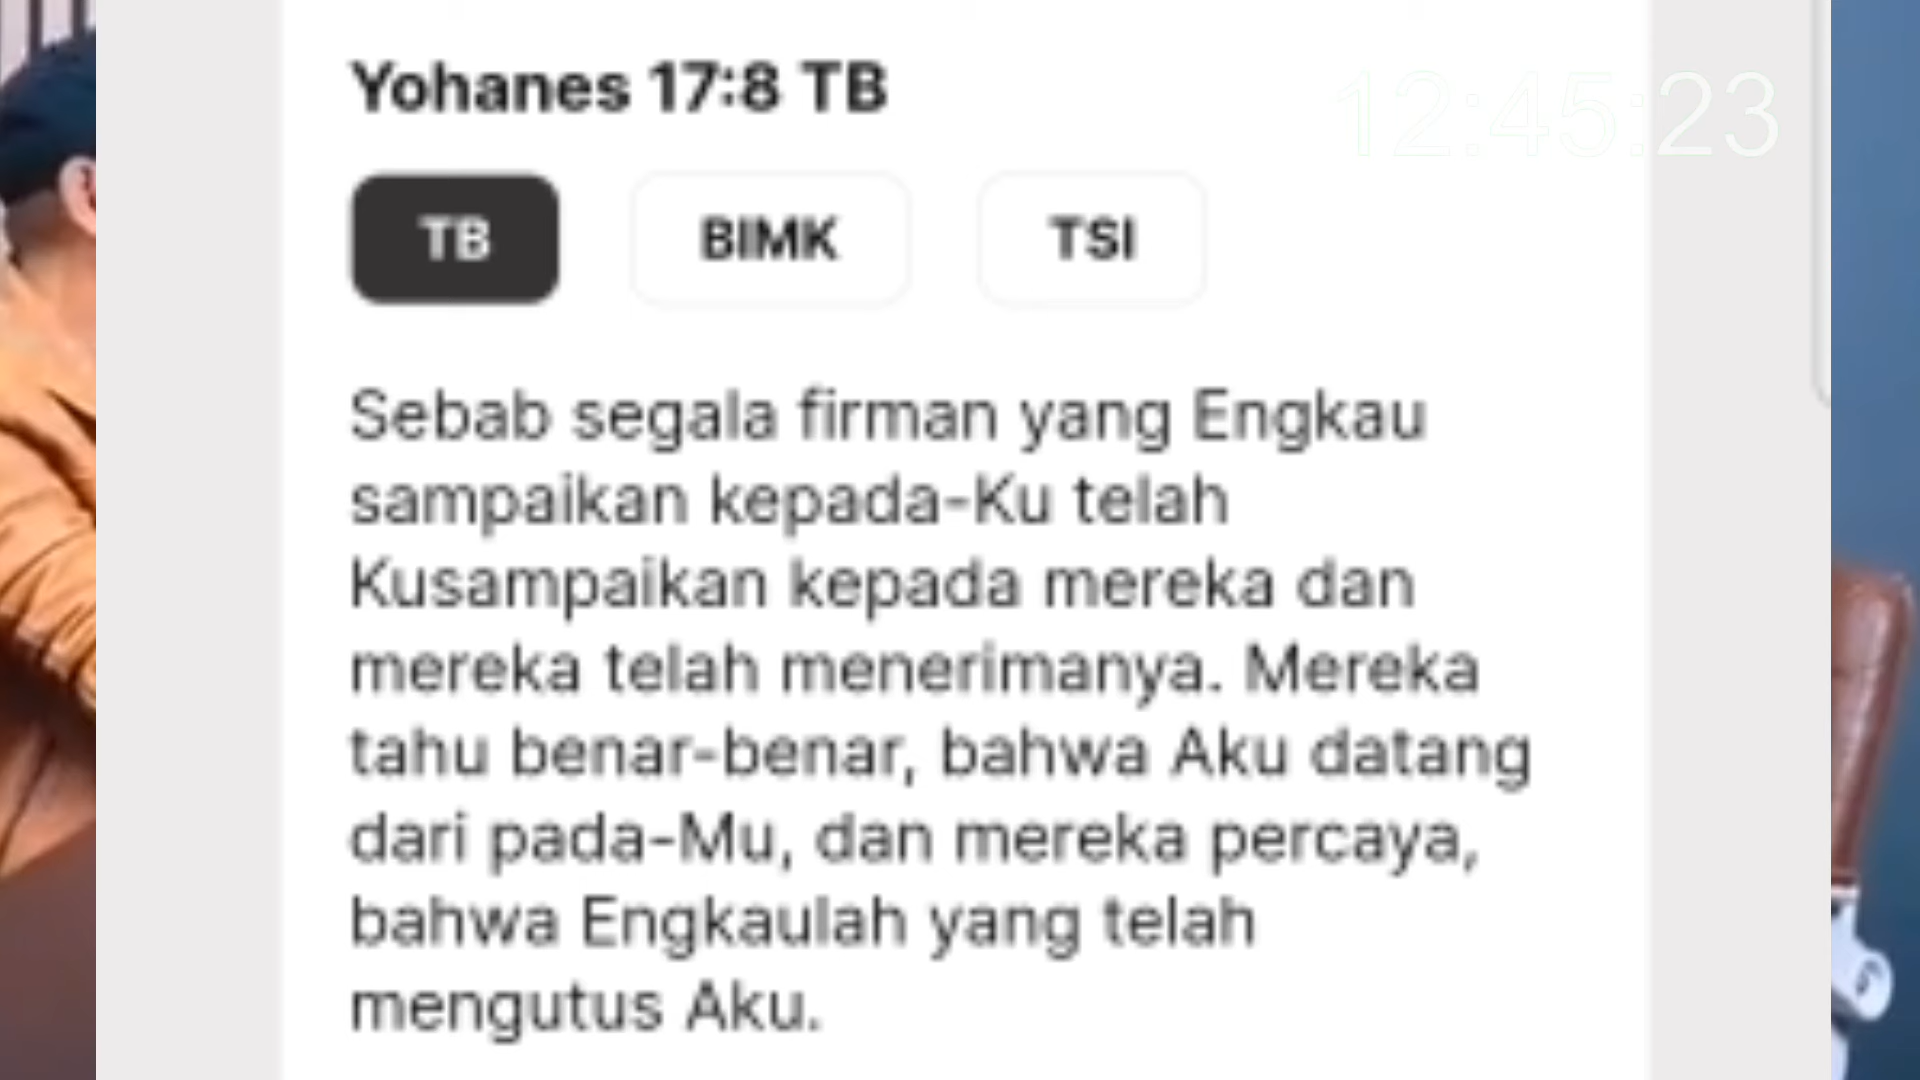 Yohanes 17:8 TB
12:45:23
TB BIMK TSI
Sebab segala firman yang Engkau
sampaikan kepada-Ku telah
Kusampaikan kepada mereka dan
mereka telah menerimanya. Mereka
tahu benar-benar, bahwa Aku datang
dari pada-Mu, dan mereka percaya,
bahwa Engkaulah yang telah
mengutus Aku.